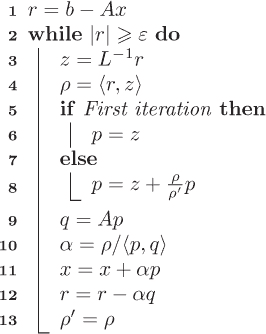 1 r = b − Ax
2 while |r| ⩾ ε do
3 z = L⁻¹r
4 ρ = ⟨r, z⟩
5 if First iteration then
6 p = z
7 else
8 p = z + ρ/ρ′ p
9 q = Ap
10 α = ρ/⟨p, q⟩
11 x = x + αp
12 r = r − αq
13 ρ′ = ρ